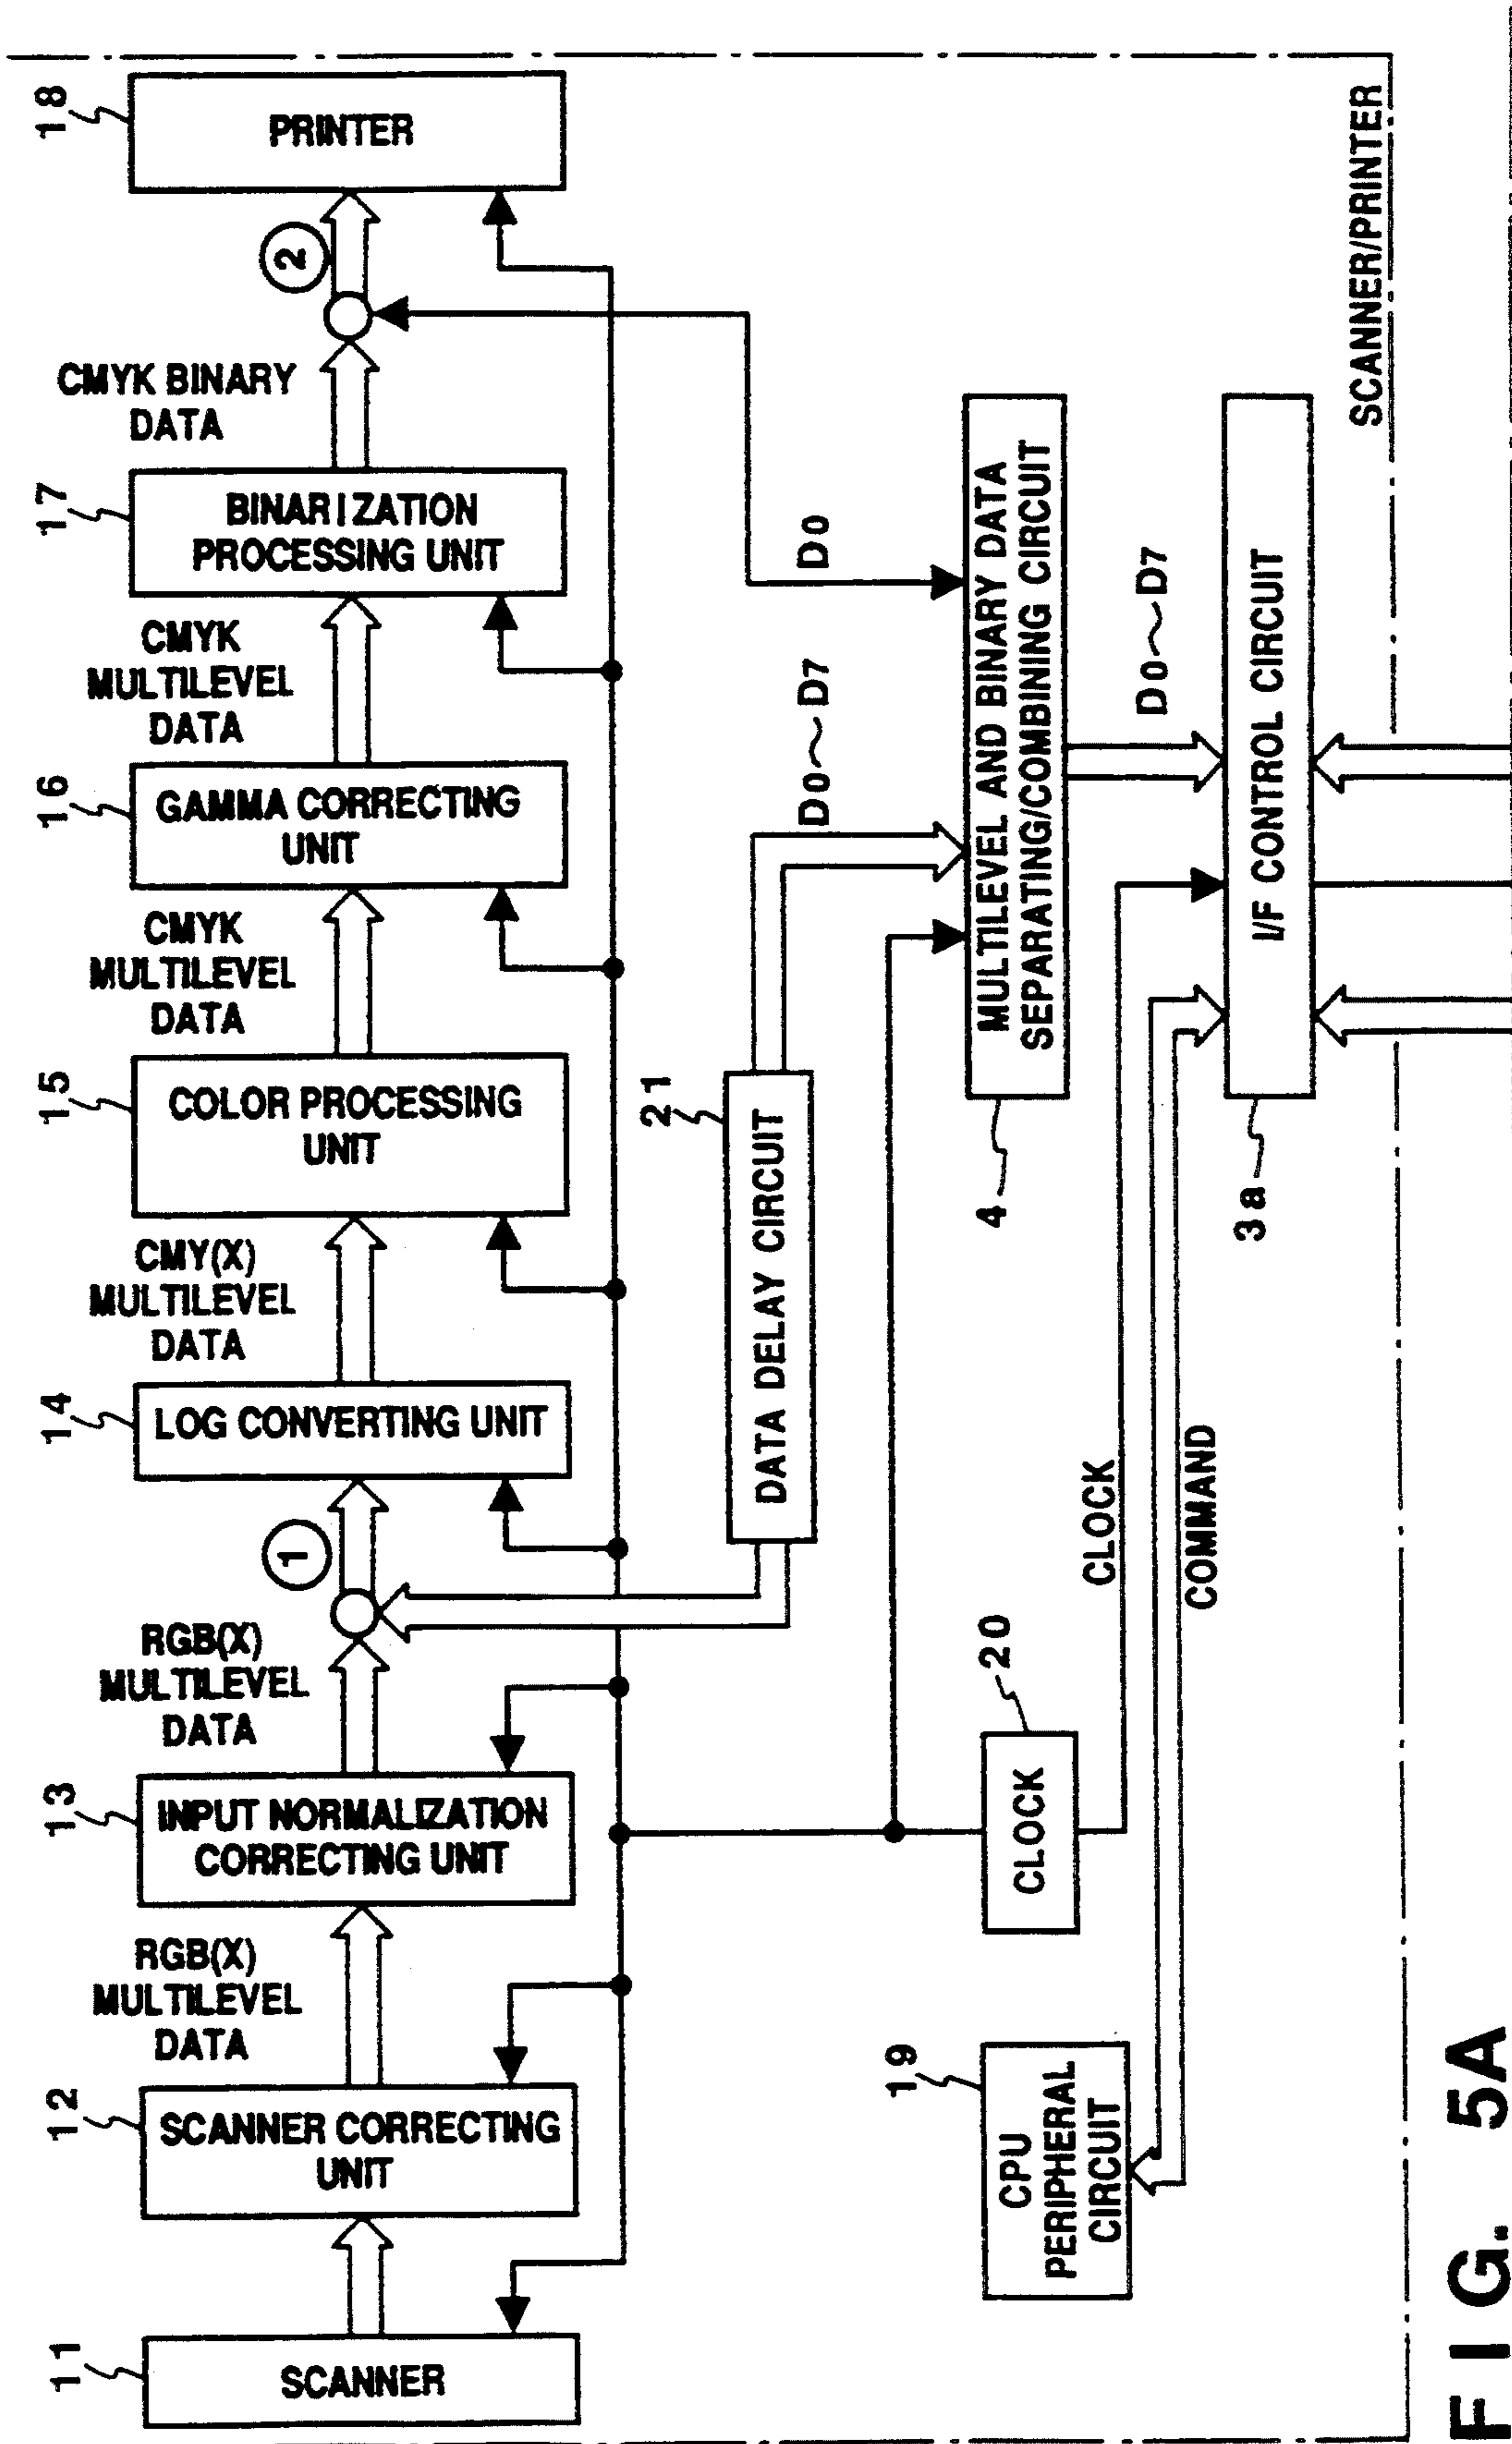 11
SCANNER
12
SCANNER CORRECTING
UNIT
RGB(X)
MULTILEVEL
DATA
13
INPUT NORMALIZATION
CORRECTING UNIT
RGB(X)
MULTILEVEL
DATA
1
14
LOG CONVERTING UNIT
CMY(X)
MULTILEVEL
DATA
15
COLOR PROCESSING
UNIT
CMYK
MULTILEVEL
DATA
16
GAMMA CORRECTING
UNIT
CMYK
MULTILEVEL
DATA
17
BINARIZATION
PROCESSING UNIT
CMYK BINARY
DATA
2
18
PRINTER
21
DATA DELAY CIRCUIT
D0~D7
D0
19
CPU
PERIPHERAL
CIRCUIT
20
CLOCK
4
MULTILEVEL AND BINARY DATA
SEPARATING/COMBINING CIRCUIT
CLOCK
COMMAND
D0~D7
3a
I/F CONTROL CIRCUIT
SCANNER/PRINTER
FIG. 5A